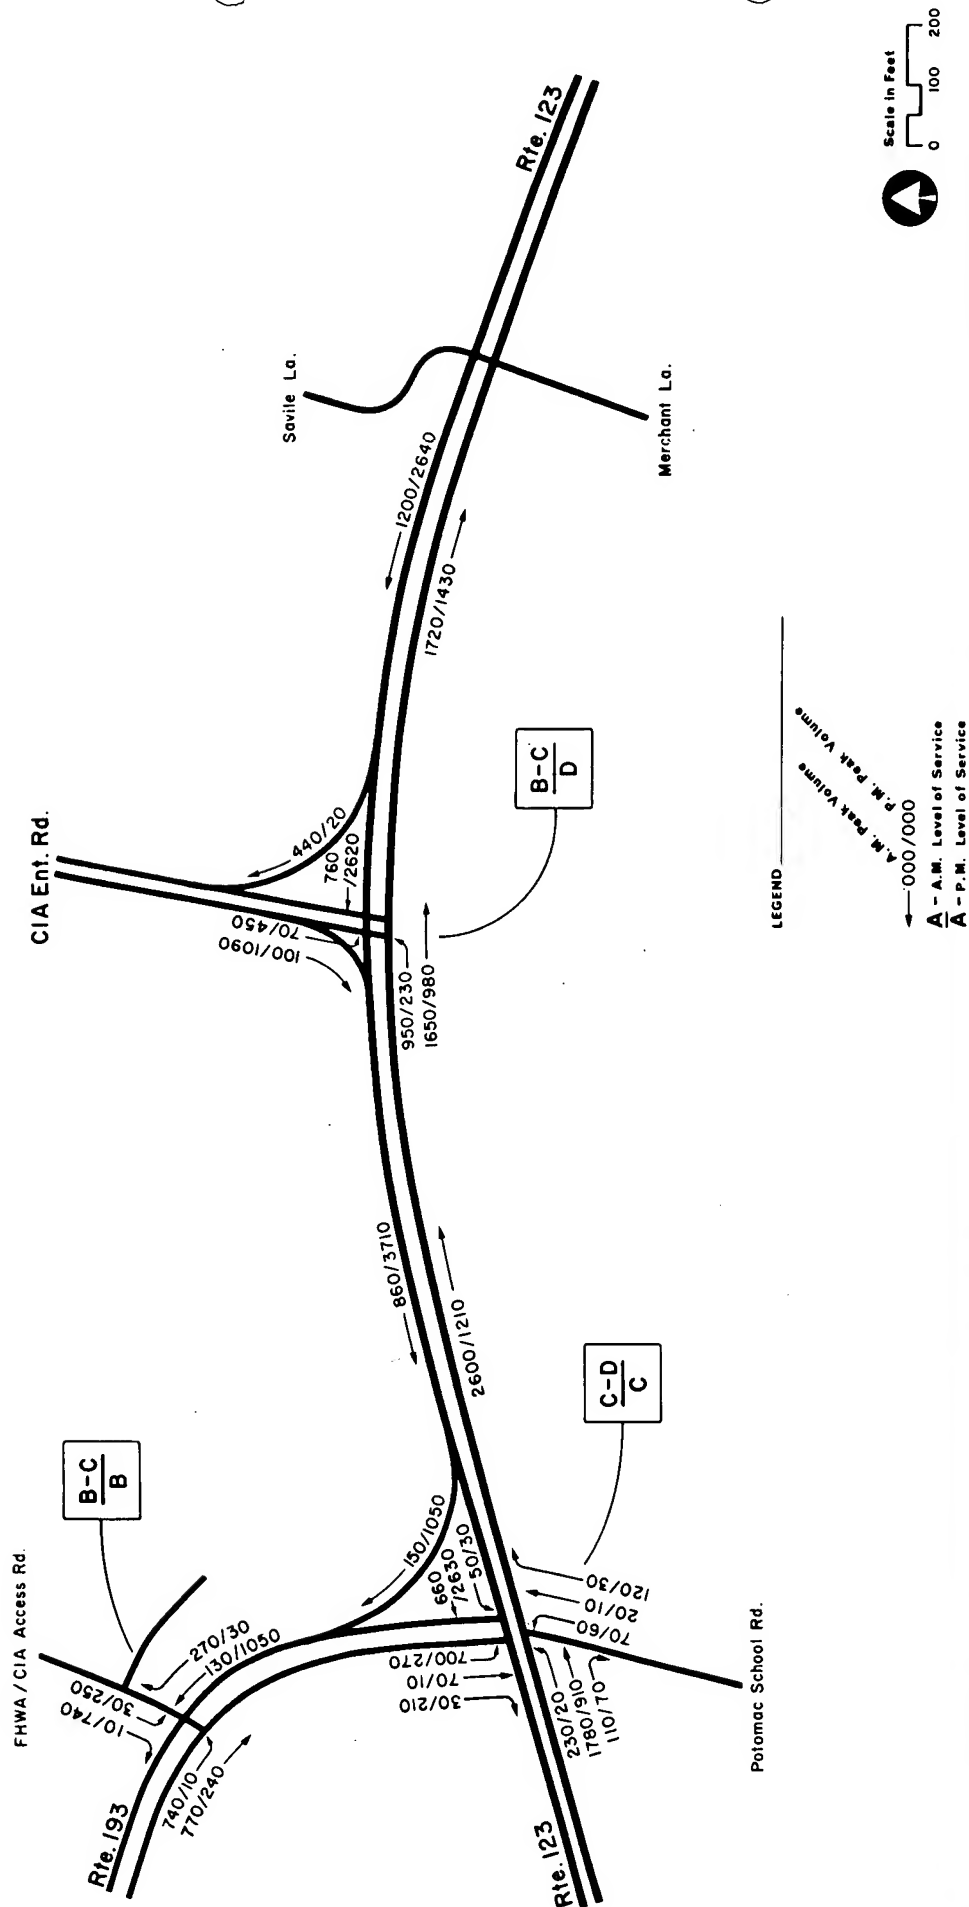 FHWA / CIA Access Rd.
B-C
B
10/740
30/250
270/30
130/1050
Rte. 193
740/10
770/240
150/1050
660
/2630
50/30
700/270
70/10
30/210
Rte. 123
230/20
1780/910
110/70
70/60
20/10
120/30
Potomac School Rd.
C-D
C
860/3710
2600/1210
CIA Ent. Rd.
100/1090
70/450
440/20
760
/2620
950/230
1650/980
B-C
D
Savile La.
1200/2640
1720/1430
Merchant La.
Rte. 123
LEGEND
A.M. Peak Volume
P.M. Peak Volume
000/000
A - A.M. Level of Service
A - P.M. Level of Service
Scale in Feet
0 100 200